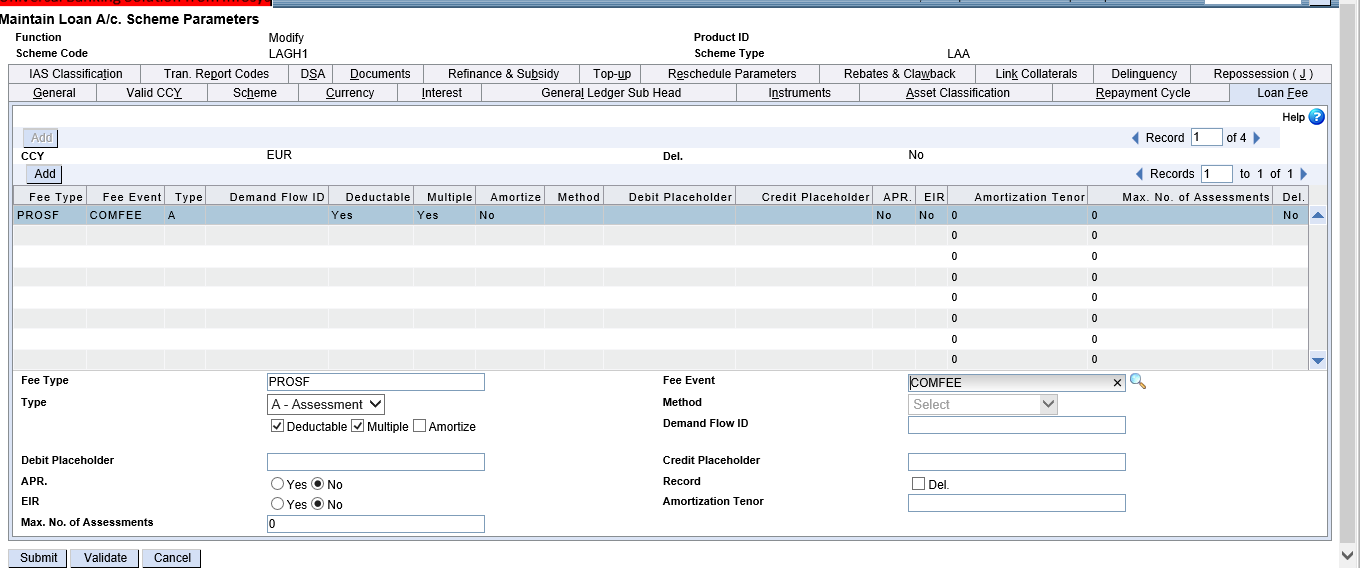 Maintain Loan A/c. Scheme Parameters
Function Modify Product ID
Scheme Code LAGH1 Scheme Type LAA
IAS Classification Tran. Report Codes DSA Documents Refinance & Subsidy Top-up Reschedule Parameters Rebates & Clawback Link Collaterals Delinquency Repossession ( J )
General Valid CCY Scheme Currency Interest General Ledger Sub Head Instruments Asset Classification Repayment Cycle Loan Fee
Help ?
Add Record 1 of 4
CCY EUR Del. No
Add Records 1 to 1 of 1
Fee Type Fee Event Type Demand Flow ID Deductable Multiple Amortize Method Debit Placeholder Credit Placeholder APR. EIR Amortization Tenor Max. No. of Assessments Del.
PROSF COMFEE A Yes Yes No No No 0 0 No
0 0
0 0
0 0
0 0
0 0
0 0
0 0
Fee Type PROSF Fee Event COMFEE ×
Type A - Assessment Method Select
Deductable Multiple Amortize Demand Flow ID
Debit Placeholder Credit Placeholder
APR. Yes No Record Del.
EIR Yes No Amortization Tenor
Max. No. of Assessments 0
Submit Validate Cancel